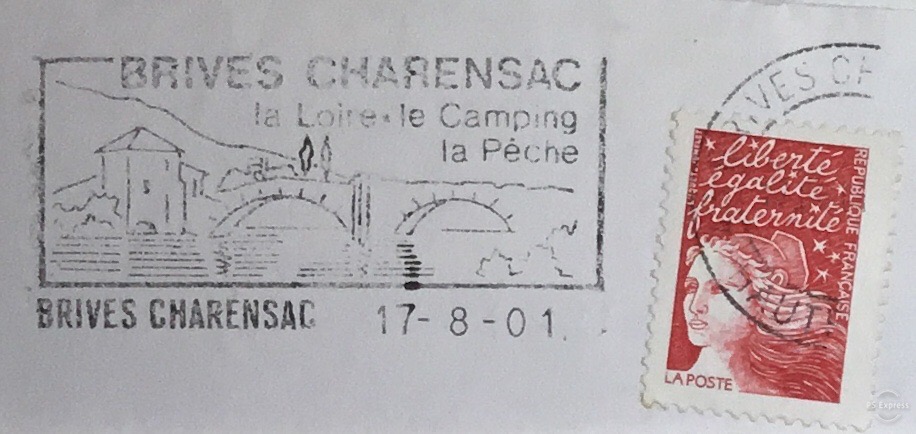 BRIVES CHARENSAC
la Loire - le Camping
la Pêche
BRIVES CHARENSAC 17-8-01
liberté
égalité
fraternité
RÉPUBLIQUE FRANÇAISE
LA POSTE